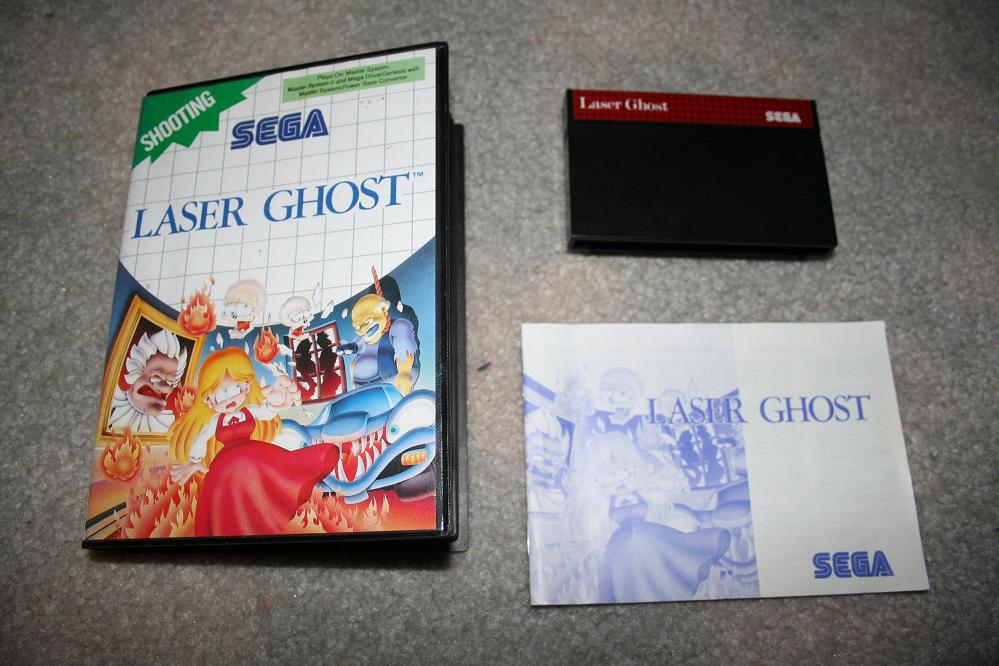 SHOOTING
Plays On: Master System,
Master System II and Mega Drive/Genesis with
Master System/Power Base Converter
SEGA
LASER GHOST™
Laser Ghost
SEGA
LASER GHOST
SEGA